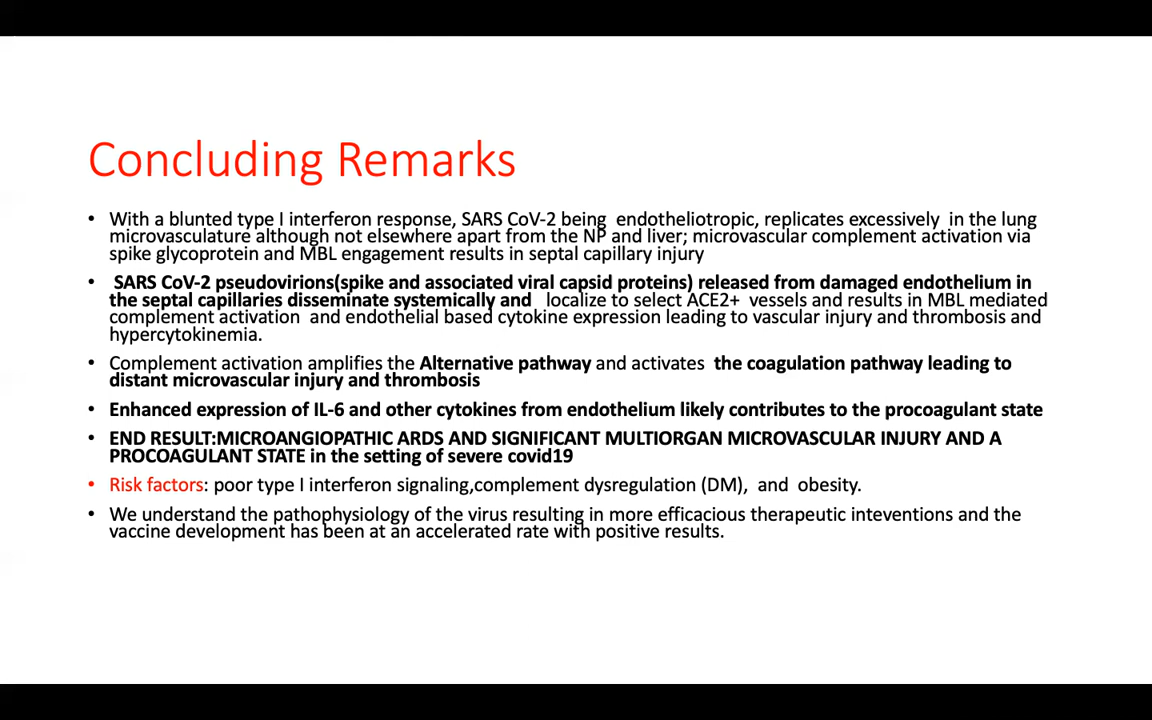 Concluding Remarks
• With a blunted type I interferon response, SARS CoV-2 being endotheliotropic, replicates excessively in the lung
microvasculature although not elsewhere apart from the NP and liver; microvascular complement activation via
spike glycoprotein and MBL engagement results in septal capillary injury
• SARS CoV-2 pseudovirions(spike and associated viral capsid proteins) released from damaged endothelium in
the septal capillaries disseminate systemically and localize to select ACE2+ vessels and results in MBL mediated
complement activation and endothelial based cytokine expression leading to vascular injury and thrombosis and
hypercytokinemia.
• Complement activation amplifies the Alternative pathway and activates the coagulation pathway leading to
distant microvascular injury and thrombosis
• Enhanced expression of IL-6 and other cytokines from endothelium likely contributes to the procoagulant state
• END RESULT:MICROANGIOPATHIC ARDS AND SIGNIFICANT MULTIORGAN MICROVASCULAR INJURY AND A
PROCOAGULANT STATE in the setting of severe covid19
• Risk factors: poor type I interferon signaling,complement dysregulation (DM), and obesity.
• We understand the pathophysiology of the virus resulting in more efficacious therapeutic inteventions and the
vaccine development has been at an accelerated rate with positive results.